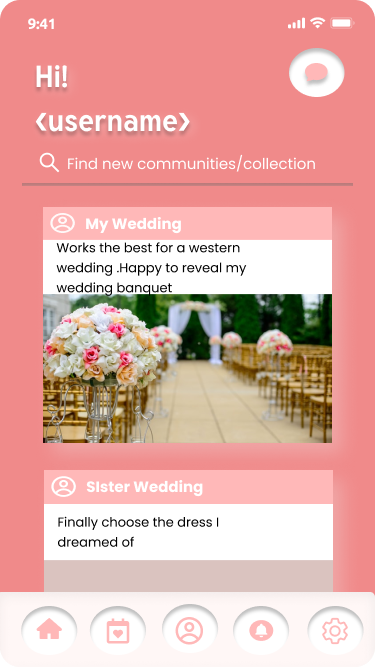 9:41
Hi!
<username>
Find new communities/collection
My Wedding
Works the best for a western
wedding .Happy to reveal my
wedding banquet
SIster Wedding
Finally choose the dress I
dreamed of